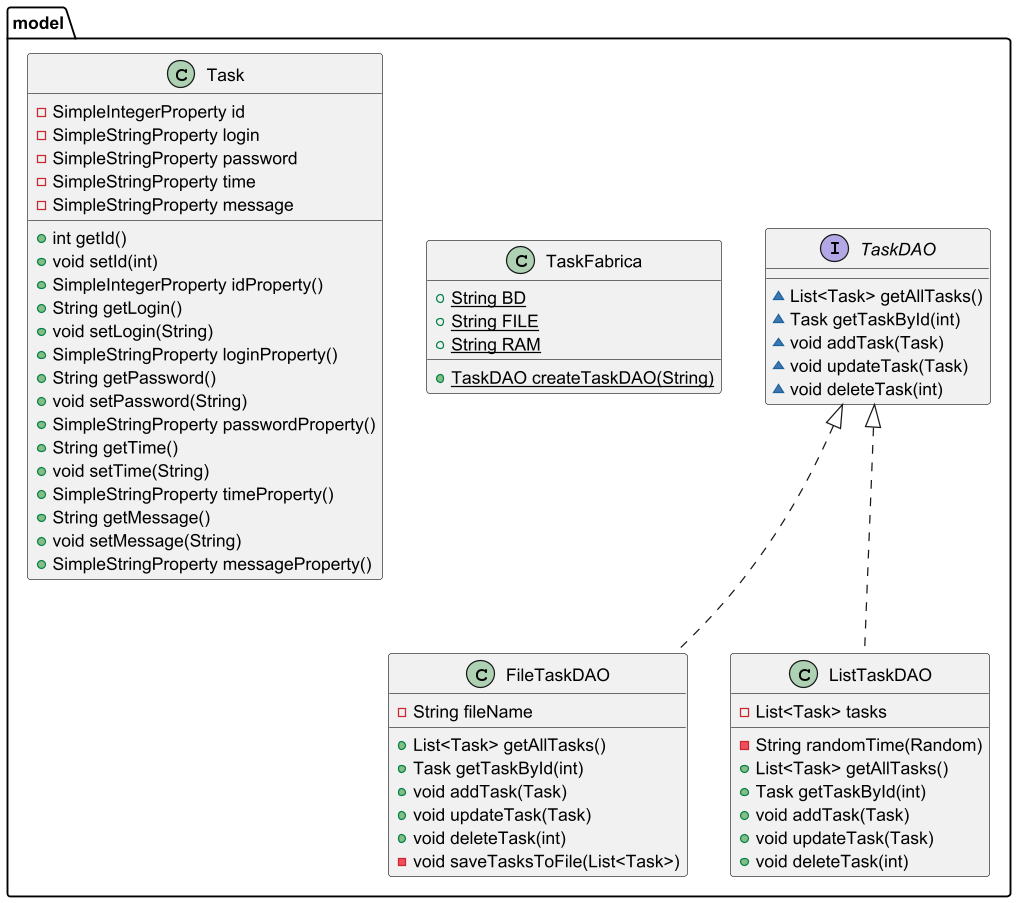 model
C Task
SimpleIntegerProperty id
SimpleStringProperty login
SimpleStringProperty password
SimpleStringProperty time
SimpleStringProperty message
int getId()
void setId(int)
SimpleIntegerProperty idProperty()
String getLogin()
void setLogin(String)
SimpleStringProperty loginProperty()
String getPassword()
void setPassword(String)
SimpleStringProperty passwordProperty()
String getTime()
void setTime(String)
SimpleStringProperty timeProperty()
String getMessage()
void setMessage(String)
SimpleStringProperty messageProperty()
C TaskFabrica
String BD
String FILE
String RAM
TaskDAO createTaskDAO(String)
I TaskDAO
List<Task> getAllTasks()
Task getTaskById(int)
void addTask(Task)
void updateTask(Task)
void deleteTask(int)
C FileTaskDAO
String fileName
List<Task> getAllTasks()
Task getTaskById(int)
void addTask(Task)
void updateTask(Task)
void deleteTask(int)
void saveTasksToFile(List<Task>)
C ListTaskDAO
List<Task> tasks
String randomTime(Random)
List<Task> getAllTasks()
Task getTaskById(int)
void addTask(Task)
void updateTask(Task)
void deleteTask(int)